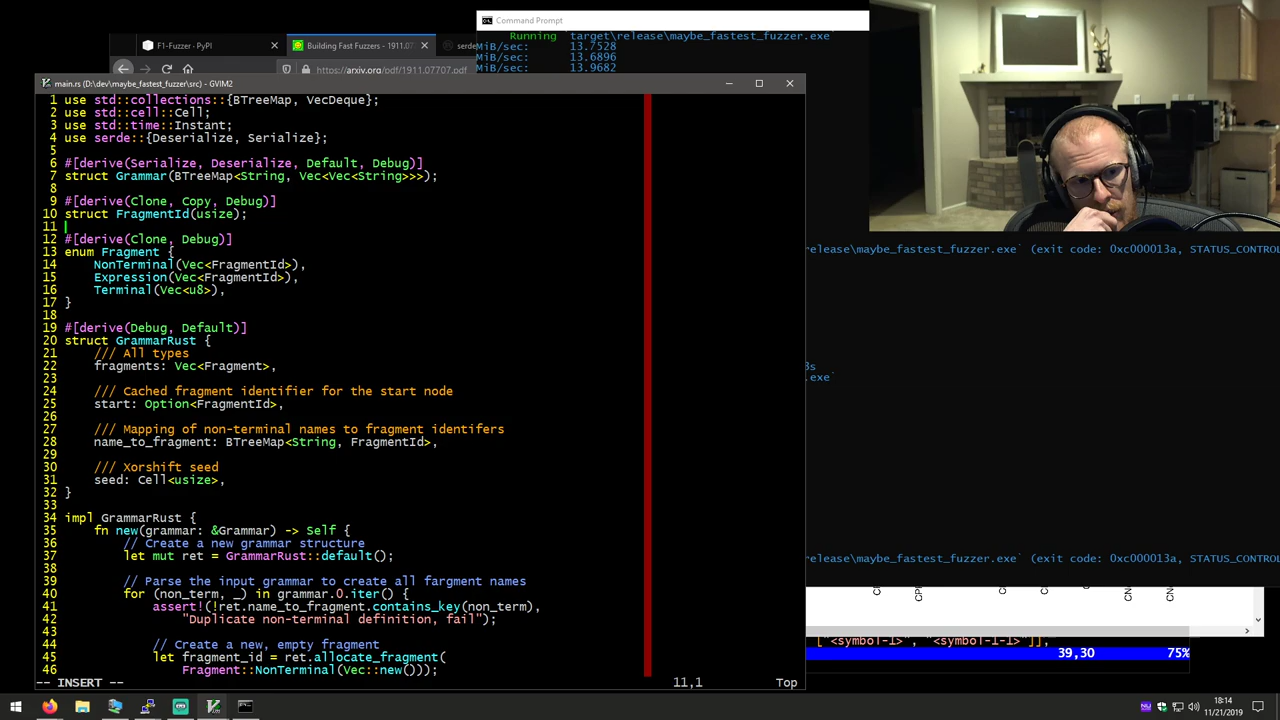 Command Prompt
Running `target\release\maybe_fastest_fuzzer.exe`
MiB/sec: 13.7528
MiB/sec: 13.6896
MiB/sec: 13.9682
F1-Fuzzer · PyPI
Building Fast Fuzzers - 1911.07
serde
https://arxiv.org/pdf/1911.07707.pdf
main.rs (D:\dev\maybe_fastest_fuzzer\src) - GVIM2
1 use std::collections::{BTreeMap, VecDeque};
2 use std::cell::Cell;
3 use std::time::Instant;
4 use serde::{Deserialize, Serialize};
5
6 #[derive(Serialize, Deserialize, Default, Debug)]
7 struct Grammar(BTreeMap<String, Vec<Vec<String>>>);
8
9 #[derive(Clone, Copy, Debug)]
10 struct FragmentId(usize);
11
12 #[derive(Clone, Debug)]
13 enum Fragment {
14     NonTerminal(Vec<FragmentId>),
15     Expression(Vec<FragmentId>),
16     Terminal(Vec<u8>),
17 }
18
19 #[derive(Debug, Default)]
20 struct GrammarRust {
21     /// All types
22     fragments: Vec<Fragment>,
23
24     /// Cached fragment identifier for the start node
25     start: Option<FragmentId>,
26
27     /// Mapping of non-terminal names to fragment identifers
28     name_to_fragment: BTreeMap<String, FragmentId>,
29
30     /// Xorshift seed
31     seed: Cell<usize>,
32 }
33
34 impl GrammarRust {
35     fn new(grammar: &Grammar) -> Self {
36         // Create a new grammar structure
37         let mut ret = GrammarRust::default();
38
39         // Parse the input grammar to create all fargment names
40         for (non_term, _) in grammar.0.iter() {
41             assert!(!ret.name_to_fragment.contains_key(non_term),
42                 "Duplicate non-terminal definition, fail");
43
44             // Create a new, empty fragment
45             let fragment_id = ret.allocate_fragment(
46                 Fragment::NonTerminal(Vec::new()));
-- INSERT --
11,1
Top
release\maybe_fastest_fuzzer.exe` (exit code: 0xc000013a, STATUS_CONTROL
.exe`
release\maybe_fastest_fuzzer.exe` (exit code: 0xc000013a, STATUS_CONTROL
["<symbol-1>", "<symbol-1-1>"]],
39,30
75%
18:14
11/21/2019